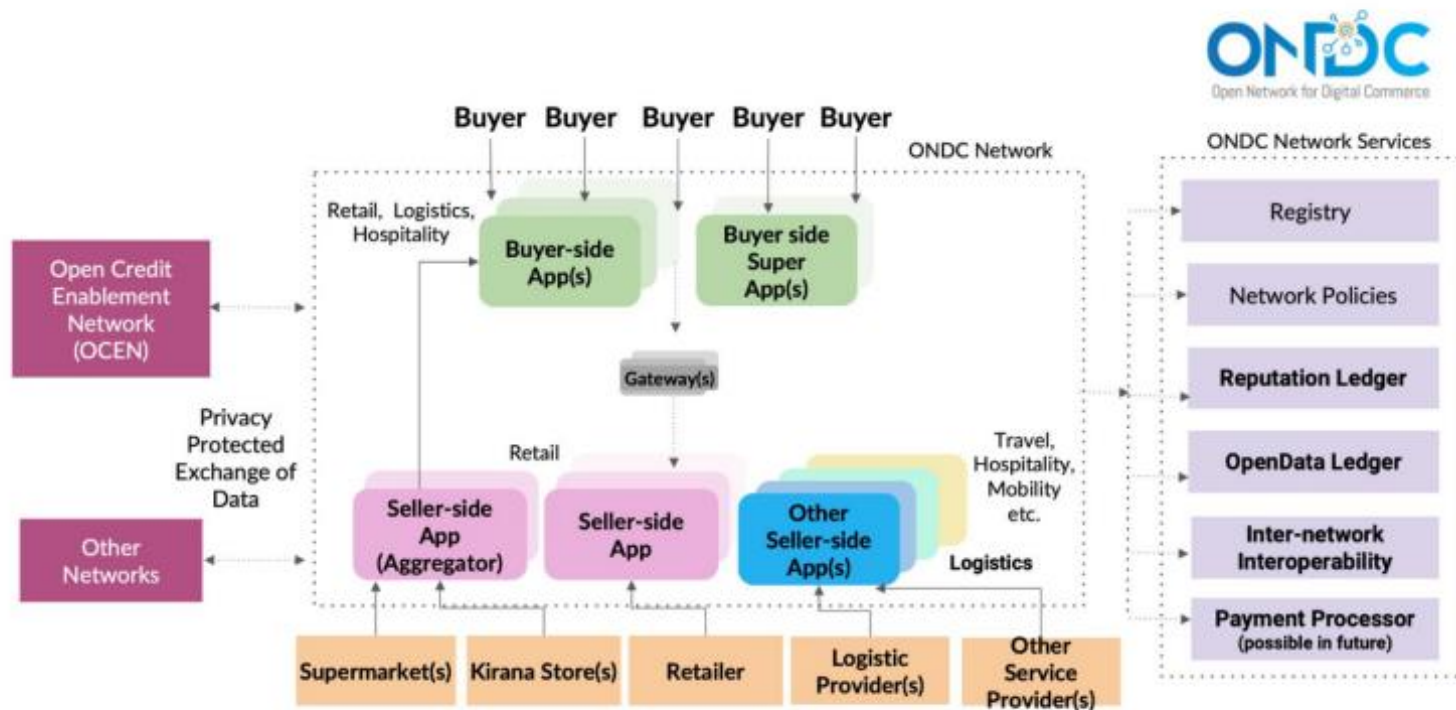 ONDC
Open Network for Digital Commerce
Buyer Buyer Buyer Buyer Buyer
ONDC Network
ONDC Network Services
Retail, Logistics,
Hospitality
Buyer-side
App(s)
Buyer side
Super
App(s)
Registry
Open Credit
Enablement
Network
(OCEN)
Network Policies
Gateway(s)
Reputation Ledger
Privacy
Protected
Exchange of
Data
Retail
Travel,
Hospitality,
Mobility
etc.
OpenData Ledger
Seller-side
App
(Aggregator)
Seller-side
App
Other
Seller-side
App(s)
Logistics
Other
Networks
Inter-network
Interoperability
Payment Processor
(possible in future)
Supermarket(s)
Kirana Store(s)
Retailer
Logistic
Provider(s)
Other
Service
Provider(s)